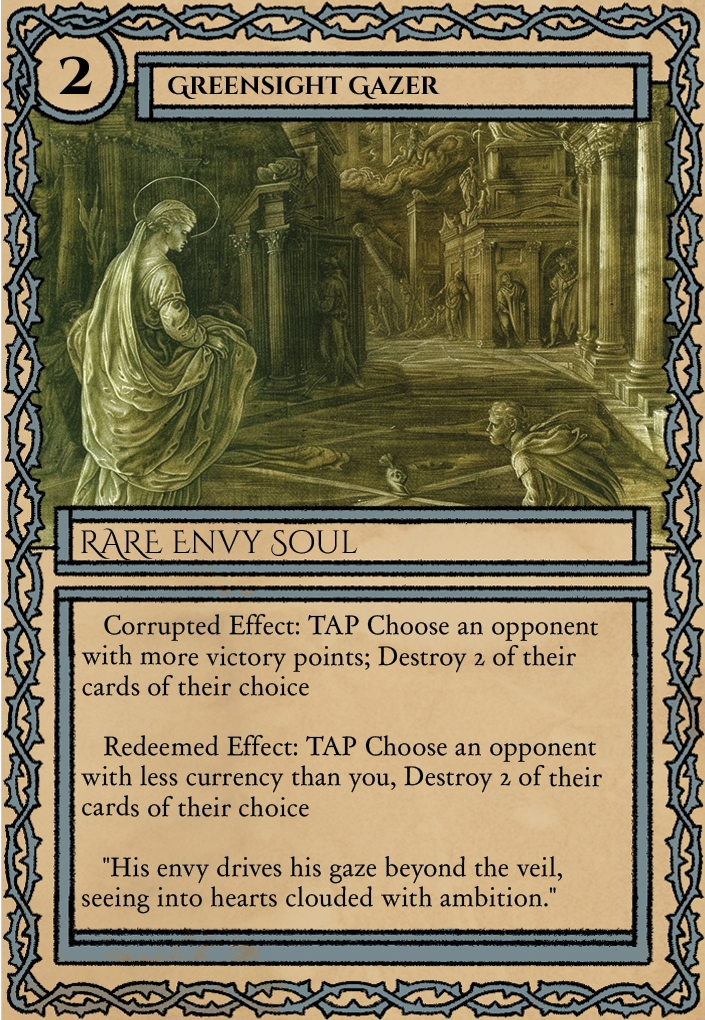 2
Greensight Gazer
Rare Envy Soul
Corrupted Effect: TAP Choose an opponent
with more victory points; Destroy 2 of their
cards of their choice
Redeemed Effect: TAP Choose an opponent
with less currency than you, Destroy 2 of their
cards of their choice
"His envy drives his gaze beyond the veil,
seeing into hearts clouded with ambition."